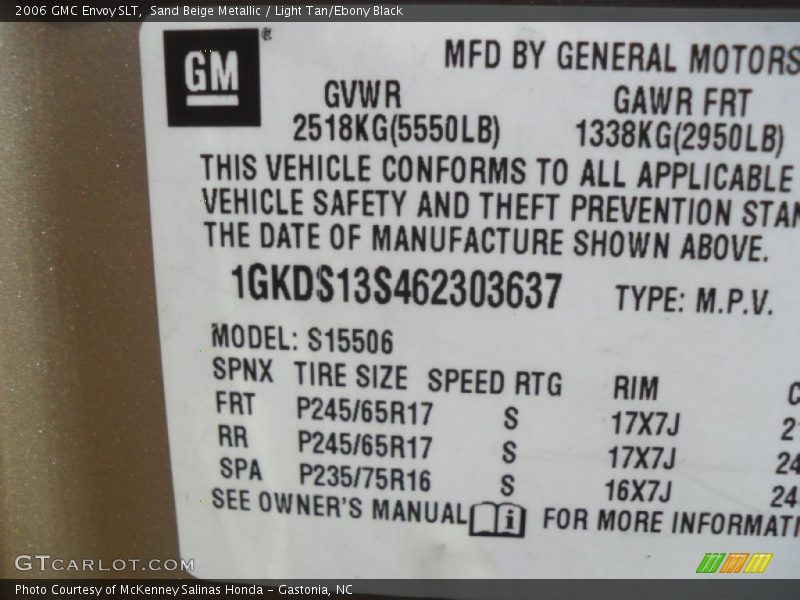 2006 GMC Envoy SLT, Sand Beige Metallic / Light Tan/Ebony Black
GM®
MFD BY GENERAL MOTORS
GVWR GAWR FRT
2518KG(5550LB) 1338KG(2950LB)
THIS VEHICLE CONFORMS TO ALL APPLICABLE
VEHICLE SAFETY AND THEFT PREVENTION STAN
THE DATE OF MANUFACTURE SHOWN ABOVE.
1GKDS13S462303637 TYPE: M.P.V.
MODEL: S15506
SPNX TIRE SIZE SPEED RTG RIM C
FRT P245/65R17 S 17X7J 2
RR P245/65R17 S 17X7J 24
SPA P235/75R16 S 16X7J 24
SEE OWNER'S MANUAL i FOR MORE INFORMATI
GTCARLOT.COM
Photo Courtesy of McKenney Salinas Honda - Gastonia, NC